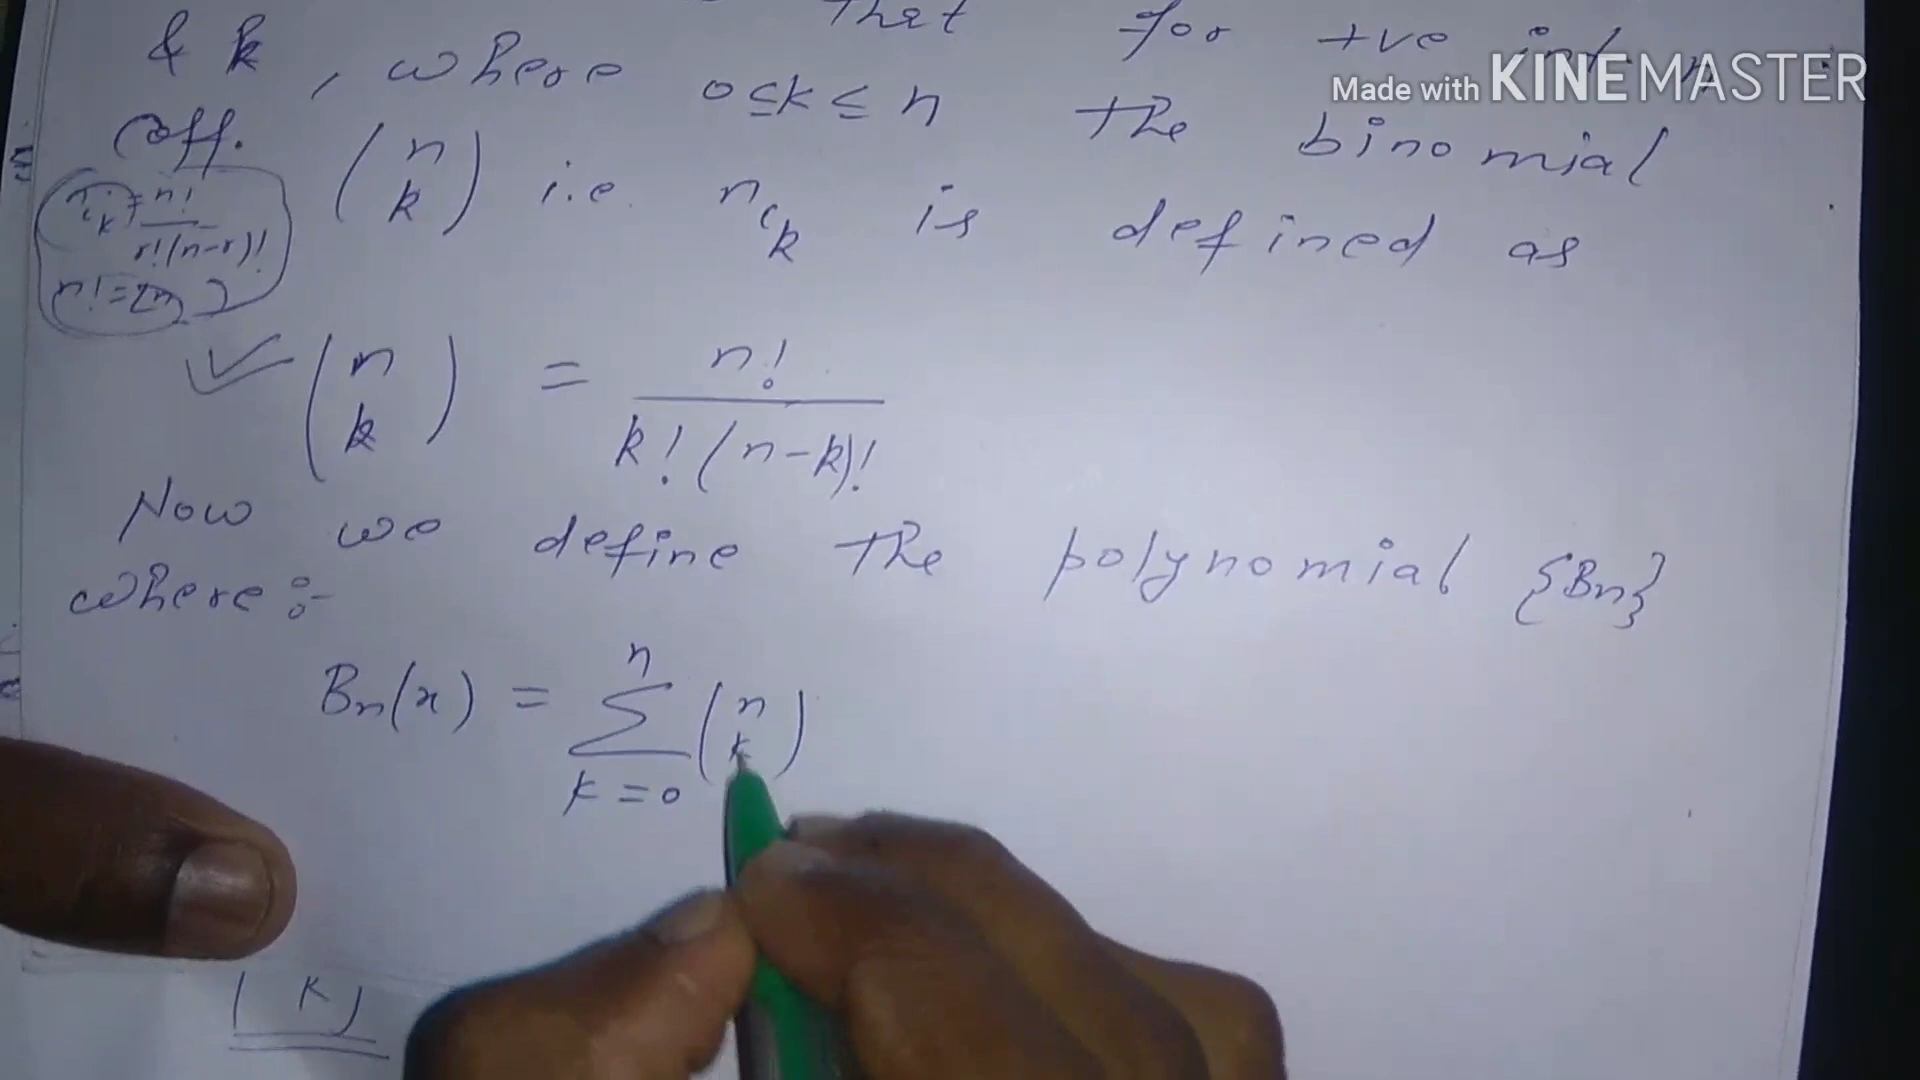 that for +ve int. n
Made with KINEMASTER
& k, where 0≤k≤n the binomial
coff. (n k) i.e. nck is defined as
nck = n! / r!(n-r)!
(n k) = n! / k!(n-k)!
Now we define the polynomial {Bn}
where:-
Bn(x) = Σ n k=0 (n k)
( K )